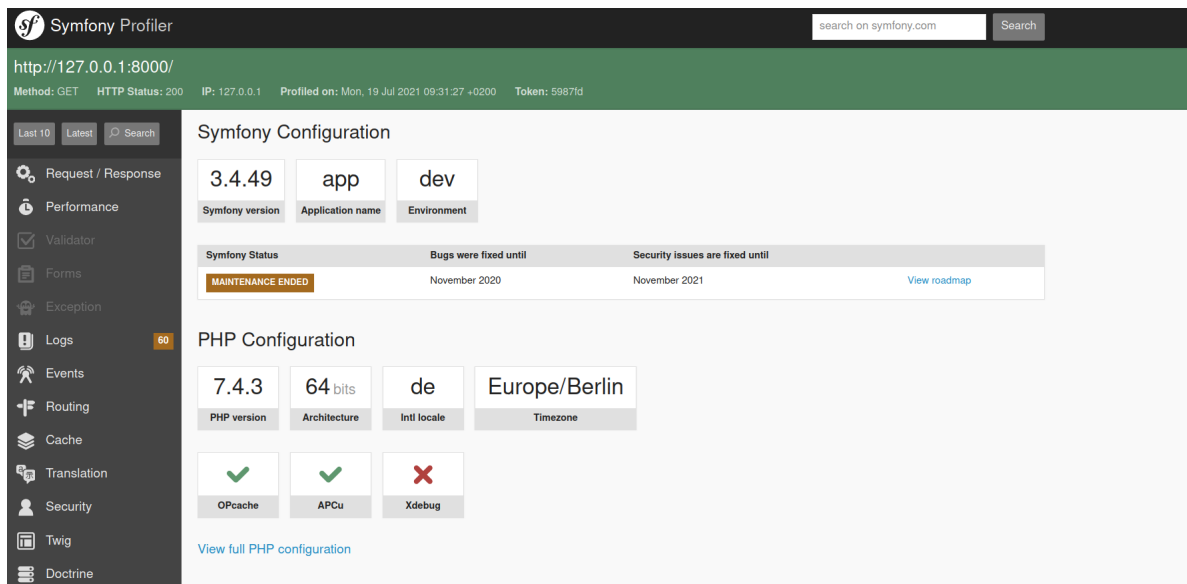 sf Symfony Profiler search on symfony.com Search
http://127.0.0.1:8000/
Method: GET HTTP Status: 200 IP: 127.0.0.1 Profiled on: Mon, 19 Jul 2021 09:31:27 +0200 Token: 5987fd
Last 10 Latest Search
Request / Response
Performance
Validator
Forms
Exception
Logs 60
Events
Routing
Cache
Translation
Security
Twig
Doctrine
Symfony Configuration
3.4.49 app dev
Symfony version Application name Environment
Symfony Status Bugs were fixed until Security issues are fixed until
MAINTENANCE ENDED November 2020 November 2021 View roadmap
PHP Configuration
7.4.3 64 bits de Europe/Berlin
PHP version Architecture Intl locale Timezone
OPcache APCu Xdebug
View full PHP configuration